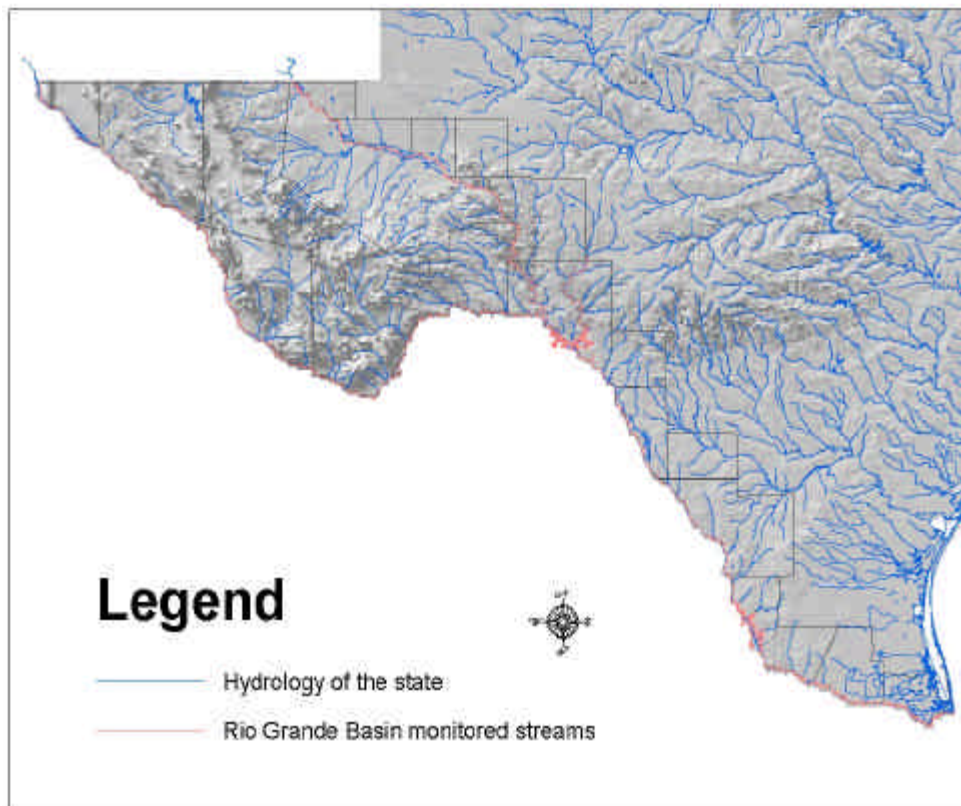 Legend
Hydrology of the state
Rio Grande Basin monitored streams